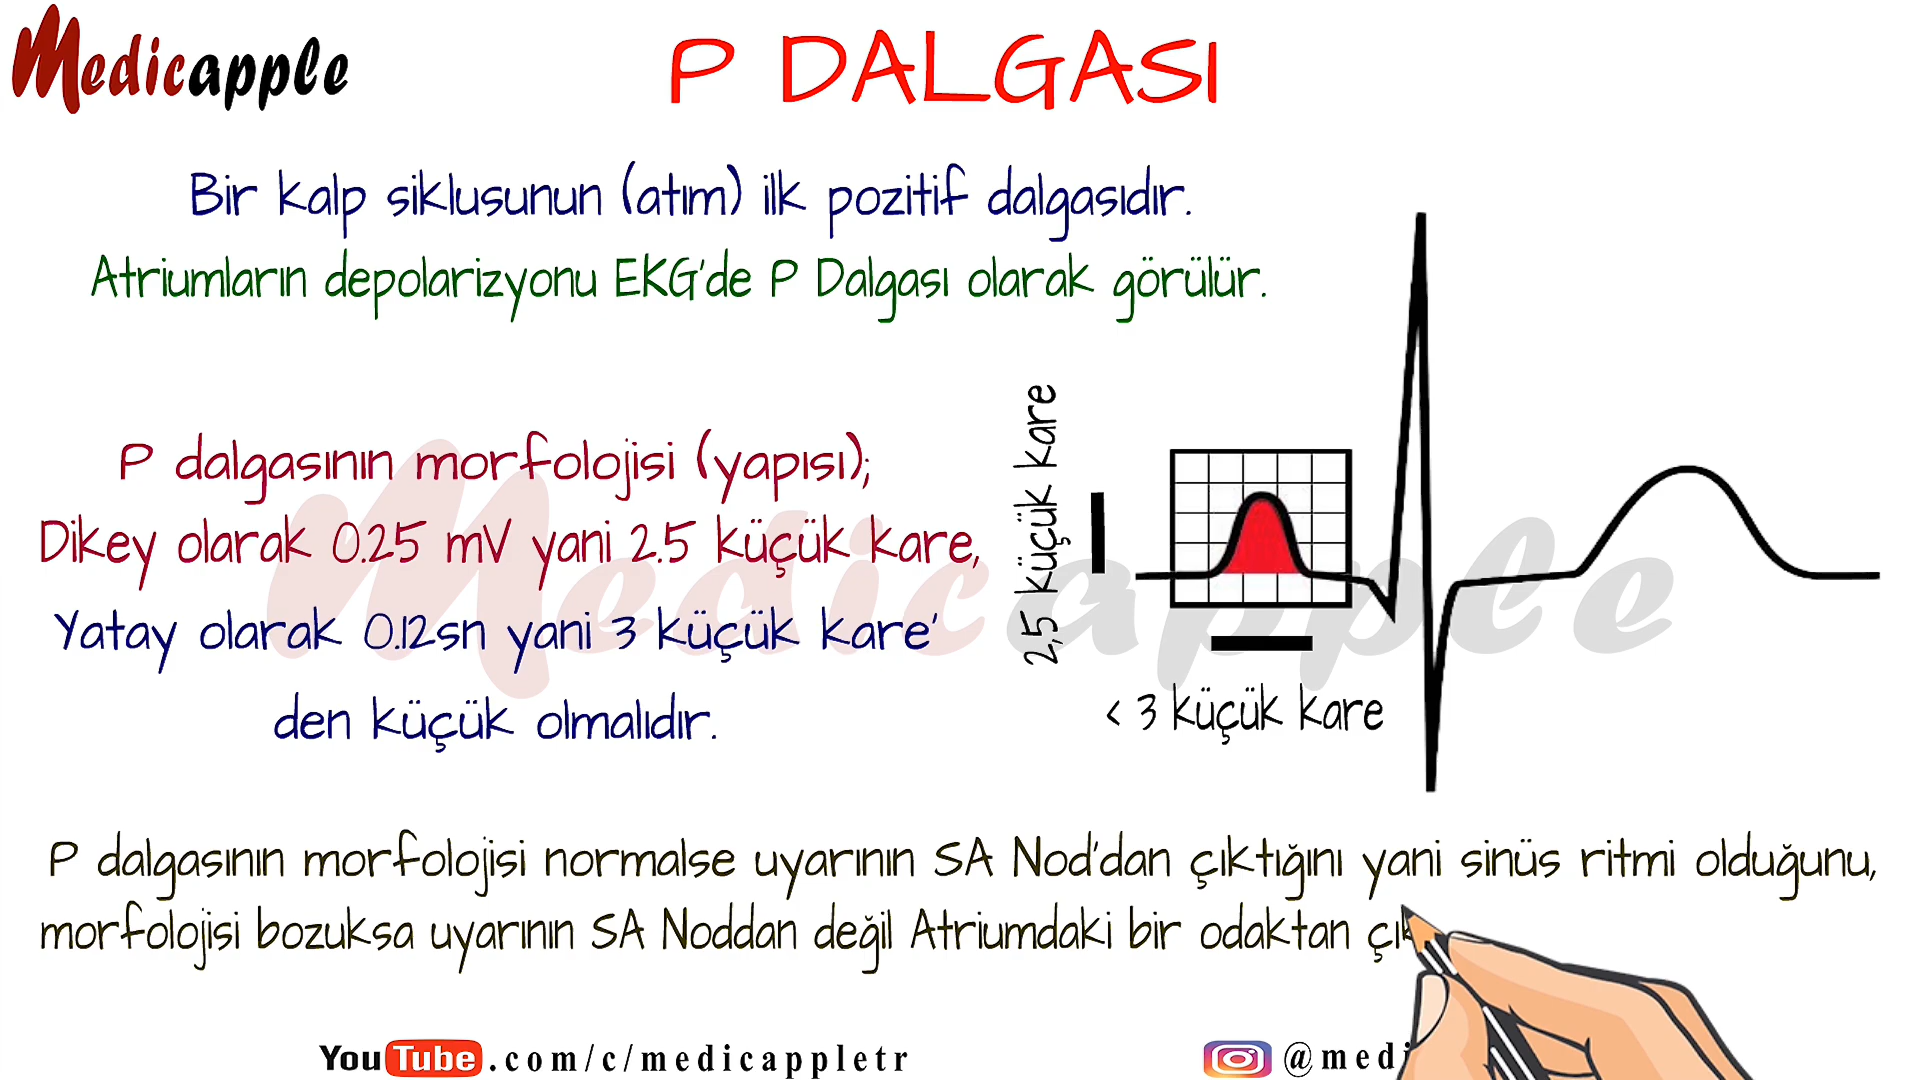 Medicapple
P DALGASI
Bir kalp siklusunun (atım) ilk pozitif dalgasıdır.
Atriumların depolarizyonu EKG'de P Dalgası olarak görülür.
P dalgasının morfolojisi (yapısı);
Dikey olarak 0.25 mV yani 2.5 küçük kare,
Yatay olarak 0.12sn yani 3 küçük kare'
den küçük olmalıdır.
2,5 küçük kare
< 3 küçük kare
Medicapple
P dalgasının morfolojisi normalse uyarının SA Nod'dan çıktığını yani sinüs ritmi olduğunu,
morfolojisi bozuksa uyarının SA Noddan değil Atriumdaki bir odaktan
YouTube.com/c/medicappletr